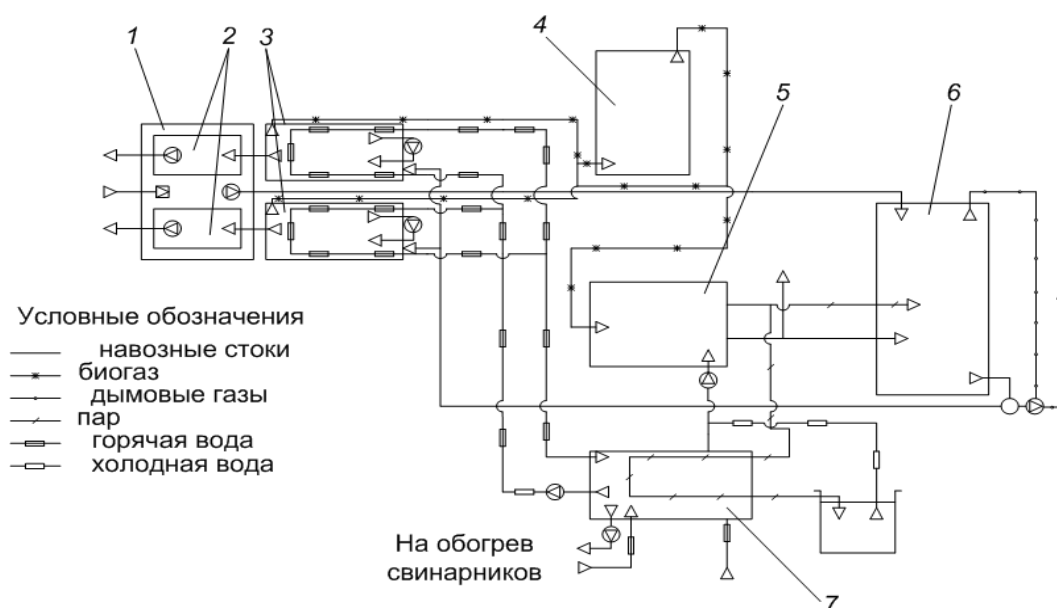 1
2
3
4
5
6
Условные обозначения
навозные стоки
биогаз
дымовые газы
пар
горячая вода
холодная вода
На обогрев
свинарников
7